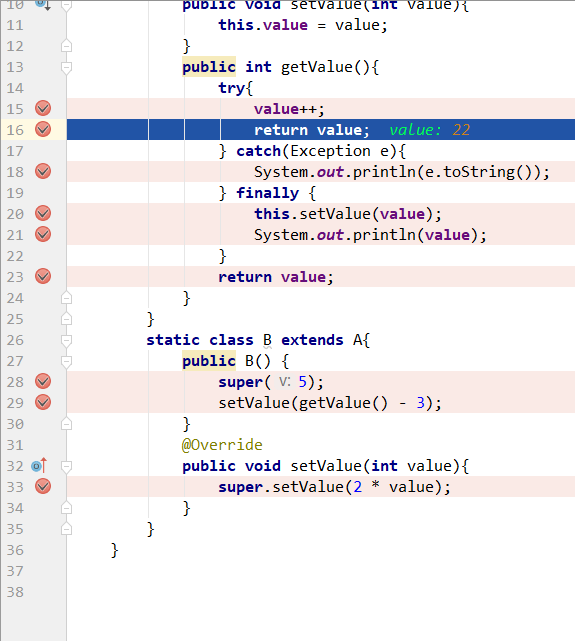 10 public void setValue(int value){
11 this.value = value;
12 }
13 public int getValue(){
14 try{
15 value++;
16 return value; value: 22
17 } catch(Exception e){
18 System.out.println(e.toString());
19 } finally {
20 this.setValue(value);
21 System.out.println(value);
22 }
23 return value;
24 }
25 }
26 static class B extends A{
27 public B() {
28 super( v: 5);
29 setValue(getValue() - 3);
30 }
31 @Override
32 public void setValue(int value){
33 super.setValue(2 * value);
34 }
35 }
36 }
37
38